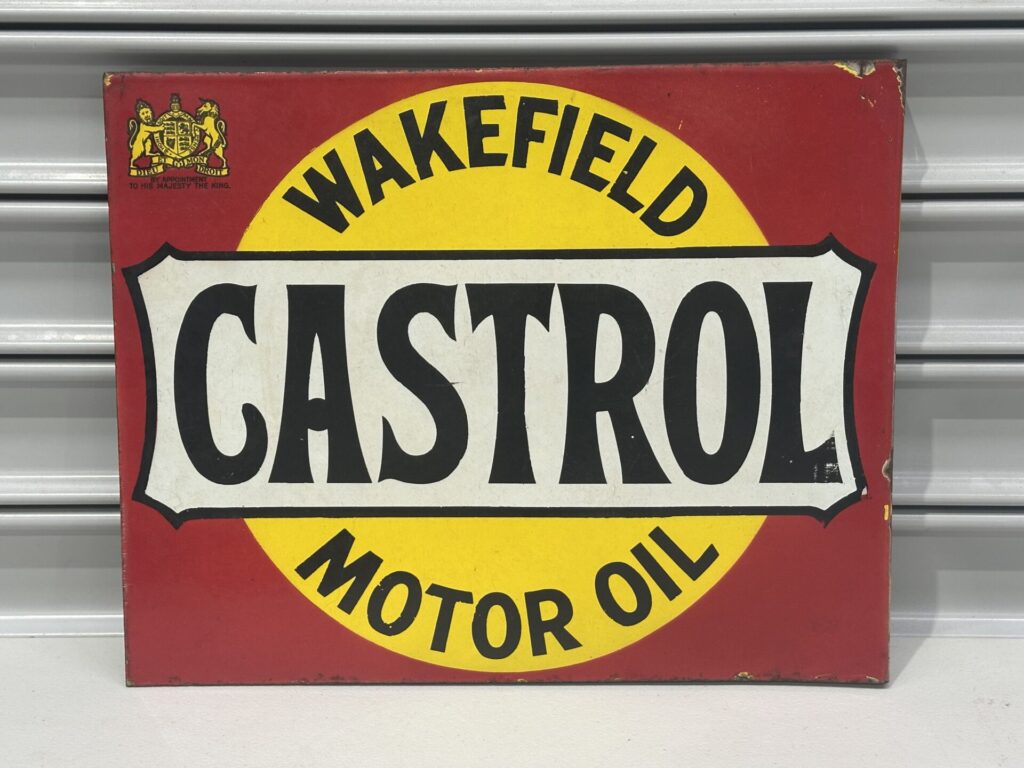 DIEU ET MON DROIT
BY APPOINTMENT
TO HIS MAJESTY THE KING.
WAKEFIELD
CASTROL
MOTOR OIL